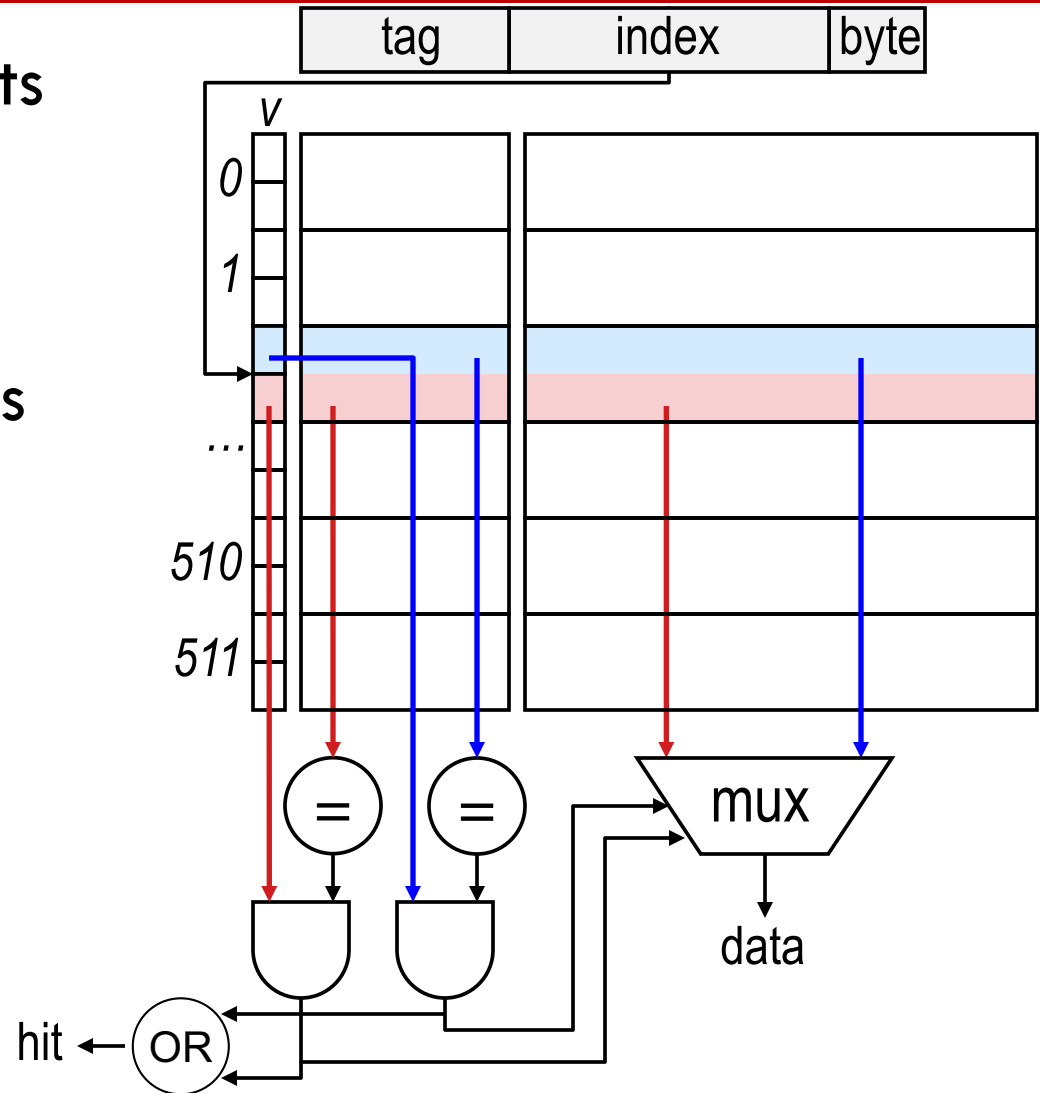 tag index byte
ts
v
0
1
s
...
510
511
= =
mux
data
hit OR